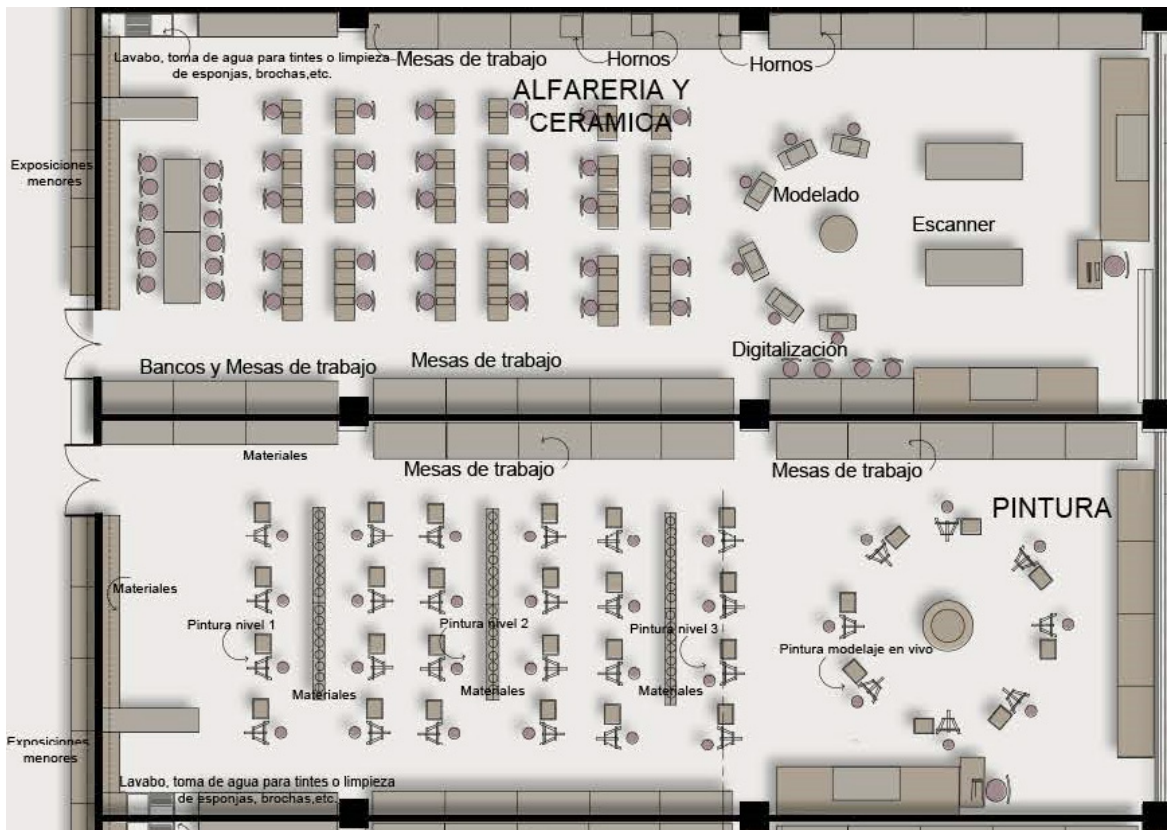 Lavabo, toma de agua para tintes o limpieza
de esponjas, brochas,etc.
Mesas de trabajo
Hornos
Hornos
ALFARERIA Y
CERAMICA
Exposiciones
menores
Modelado
Escanner
Digitalización
Bancos y Mesas de trabajo
Mesas de trabajo
Materiales
Mesas de trabajo
Mesas de trabajo
PINTURA
Materiales
Pintura nivel 1
Pintura nivel 2
Pintura nivel 3
Pintura modelaje en vivo
Materiales
Materiales
Materiales
Exposiciones
menores
Lavabo, toma de agua para tintes o limpieza
de esponjas, brochas,etc.